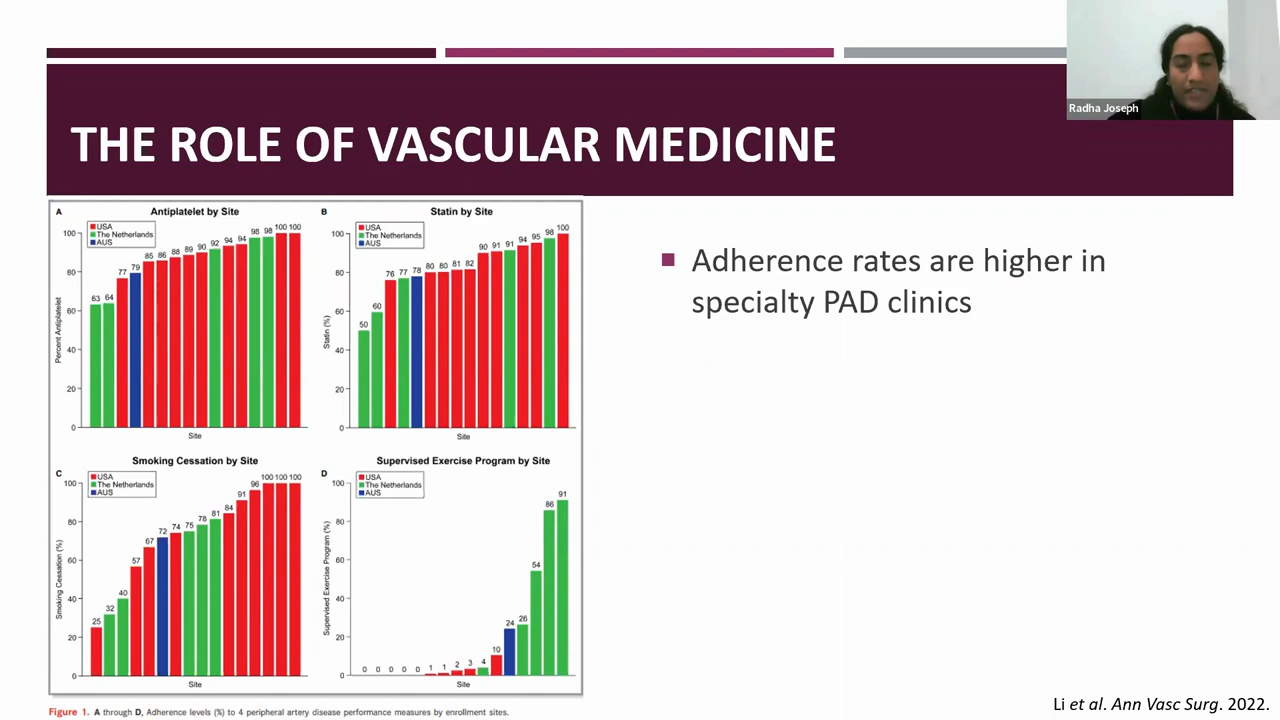 Radha Joseph
THE ROLE OF VASCULAR MEDICINE
A
Antiplatelet by Site
USA
The Netherlands
AUS
Percent Antiplatelet
100
80
60
40
20
0
63 64 77 79 85 86 88 89 90 92 94 94 98 98 100 100
Site
B
Statin by Site
USA
The Netherlands
AUS
Statin (%)
100
80
60
40
20
0
50 60 76 77 78 80 80 81 82 90 91 91 94 95 98 100
Site
C
Smoking Cessation by Site
USA
The Netherlands
AUS
Smoking Cessation (%)
100
80
60
40
20
0
25 32 40 57 67 72 74 75 78 81 84 91 96 100 100 100
Site
D
Supervised Exercise Program by Site
USA
The Netherlands
AUS
Supervised Exercise Program (%)
100
80
60
40
20
0
0 0 0 0 0 1 1 2 3 4 10 24 26 54 86 91
Site
Figure 1. A through D, Adherence levels (%) to 4 peripheral artery disease performance measures by enrollment sites.
Adherence rates are higher in
specialty PAD clinics
Li et al. Ann Vasc Surg. 2022.